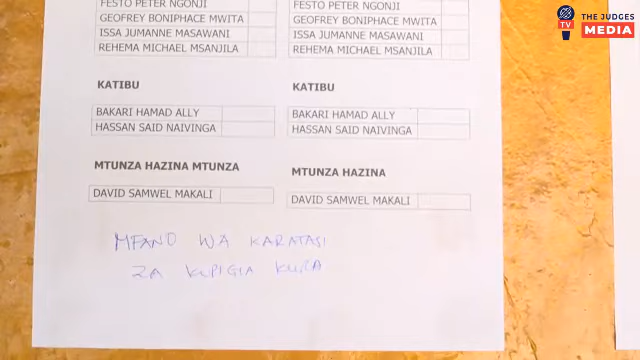 FESTO PETER NGONJI
GEOFREY BONIPHACE MWITA
ISSA JUMANNE MASAWANI
REHEMA MICHAEL MSANJILA
KATIBU
BAKARI HAMAD ALLY
HASSAN SAID NAIVINGA
MTUNZA HAZINA MTUNZA
DAVID SAMWEL MAKALI
FESTO PETER NGONJI
GEOFREY BONIPHACE MWITA
ISSA JUMANNE MASAWANI
REHEMA MICHAEL MSANJILA
KATIBU
BAKARI HAMAD ALLY
HASSAN SAID NAIVINGA
MTUNZA HAZINA
DAVID SAMWEL MAKALI
MFANO WA KARATASI
ZA KUPIGIA KURA
TV
THE JUDGES
MEDIA